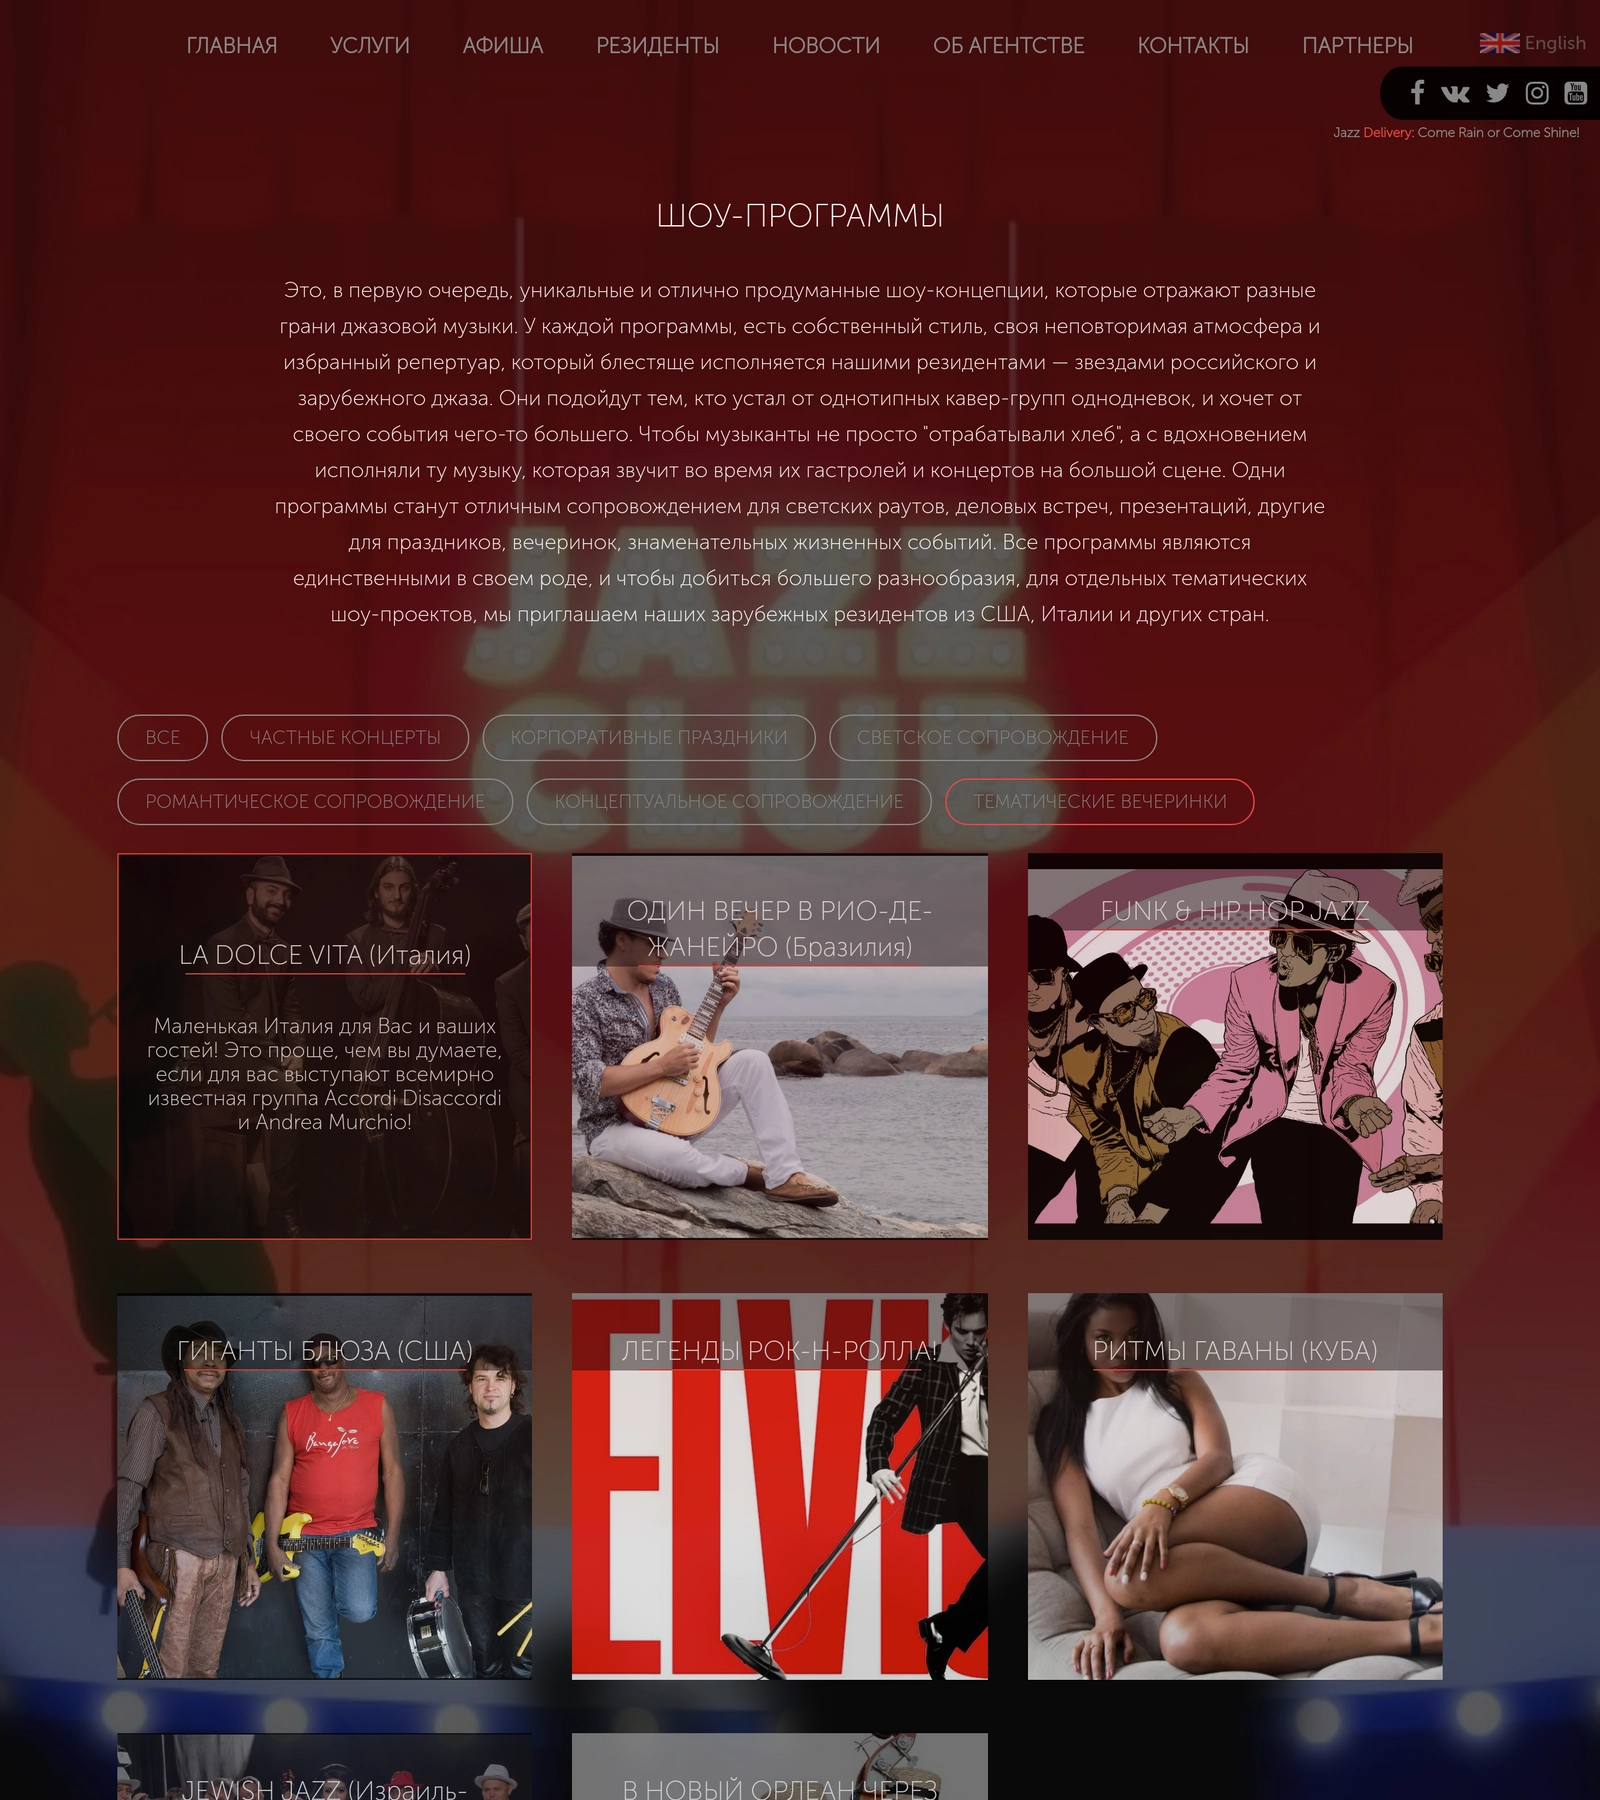 ГЛАВНАЯ УСЛУГИ АФИША РЕЗИДЕНТЫ НОВОСТИ ОБ АГЕНТСТВЕ КОНТАКТЫ ПАРТНЕРЫ English
You Tube
Jazz Delivery: Come Rain or Come Shine!
ШОУ-ПРОГРАММЫ
Это, в первую очередь, уникальные и отлично продуманные шоу-концепции, которые отражают разные
грани джазовой музыки. У каждой программы, есть собственный стиль, своя неповторимая атмосфера и
избранный репертуар, который блестяще исполняется нашими резидентами — звездами российского и
зарубежного джаза. Они подойдут тем, кто устал от однотипных кавер-групп однодневок, и хочет от
своего события чего-то большего. Чтобы музыканты не просто "отрабатывали хлеб", а с вдохновением
исполняли ту музыку, которая звучит во время их гастролей и концертов на большой сцене. Одни
программы станут отличным сопровождением для светских раутов, деловых встреч, презентаций, другие
для праздников, вечеринок, знаменательных жизненных событий. Все программы являются
единственными в своем роде, и чтобы добиться большего разнообразия, для отдельных тематических
шоу-проектов, мы приглашаем наших зарубежных резидентов из США, Италии и других стран.
JAZZ
CLUB
ВСЕ ЧАСТНЫЕ КОНЦЕРТЫ КОРПОРАТИВНЫЕ ПРАЗДНИКИ СВЕТСКОЕ СОПРОВОЖДЕНИЕ
РОМАНТИЧЕСКОЕ СОПРОВОЖДЕНИЕ КОНЦЕПТУАЛЬНОЕ СОПРОВОЖДЕНИЕ ТЕМАТИЧЕСКИЕ ВЕЧЕРИНКИ
LA DOLCE VITA (Италия)
Маленькая Италия для Вас и ваших
гостей! Это проще, чем вы думаете,
если для вас выступают всемирно
известная группа Accordi Disaccordi
и Andrea Murchio!
ОДИН ВЕЧЕР В РИО-ДЕ-
ЖАНЕЙРО (Бразилия)
FUNK & HIP HOP JAZZ
ГИГАНТЫ БЛЮЗА (США)
Bangalore
ЛЕГЕНДЫ РОК-Н-РОЛЛА!
ELVIS
РИТМЫ ГАВАНЫ (КУБА)
JEWISH JAZZ (Израиль-
В НОВЫЙ ОРЛЕАН ЧЕРЕЗ